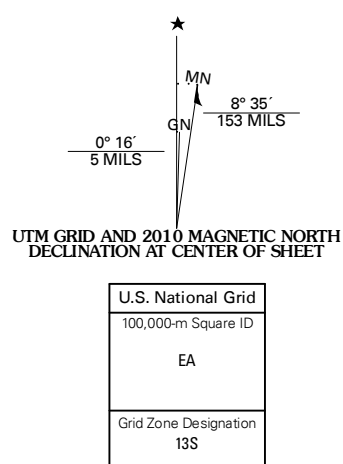 MN
GN
8° 35´
153 MILS
0° 16´
5 MILS
UTM GRID AND 2010 MAGNETIC NORTH
DECLINATION AT CENTER OF SHEET
U.S. National Grid
100,000-m Square ID
EA
Grid Zone Designation
13S